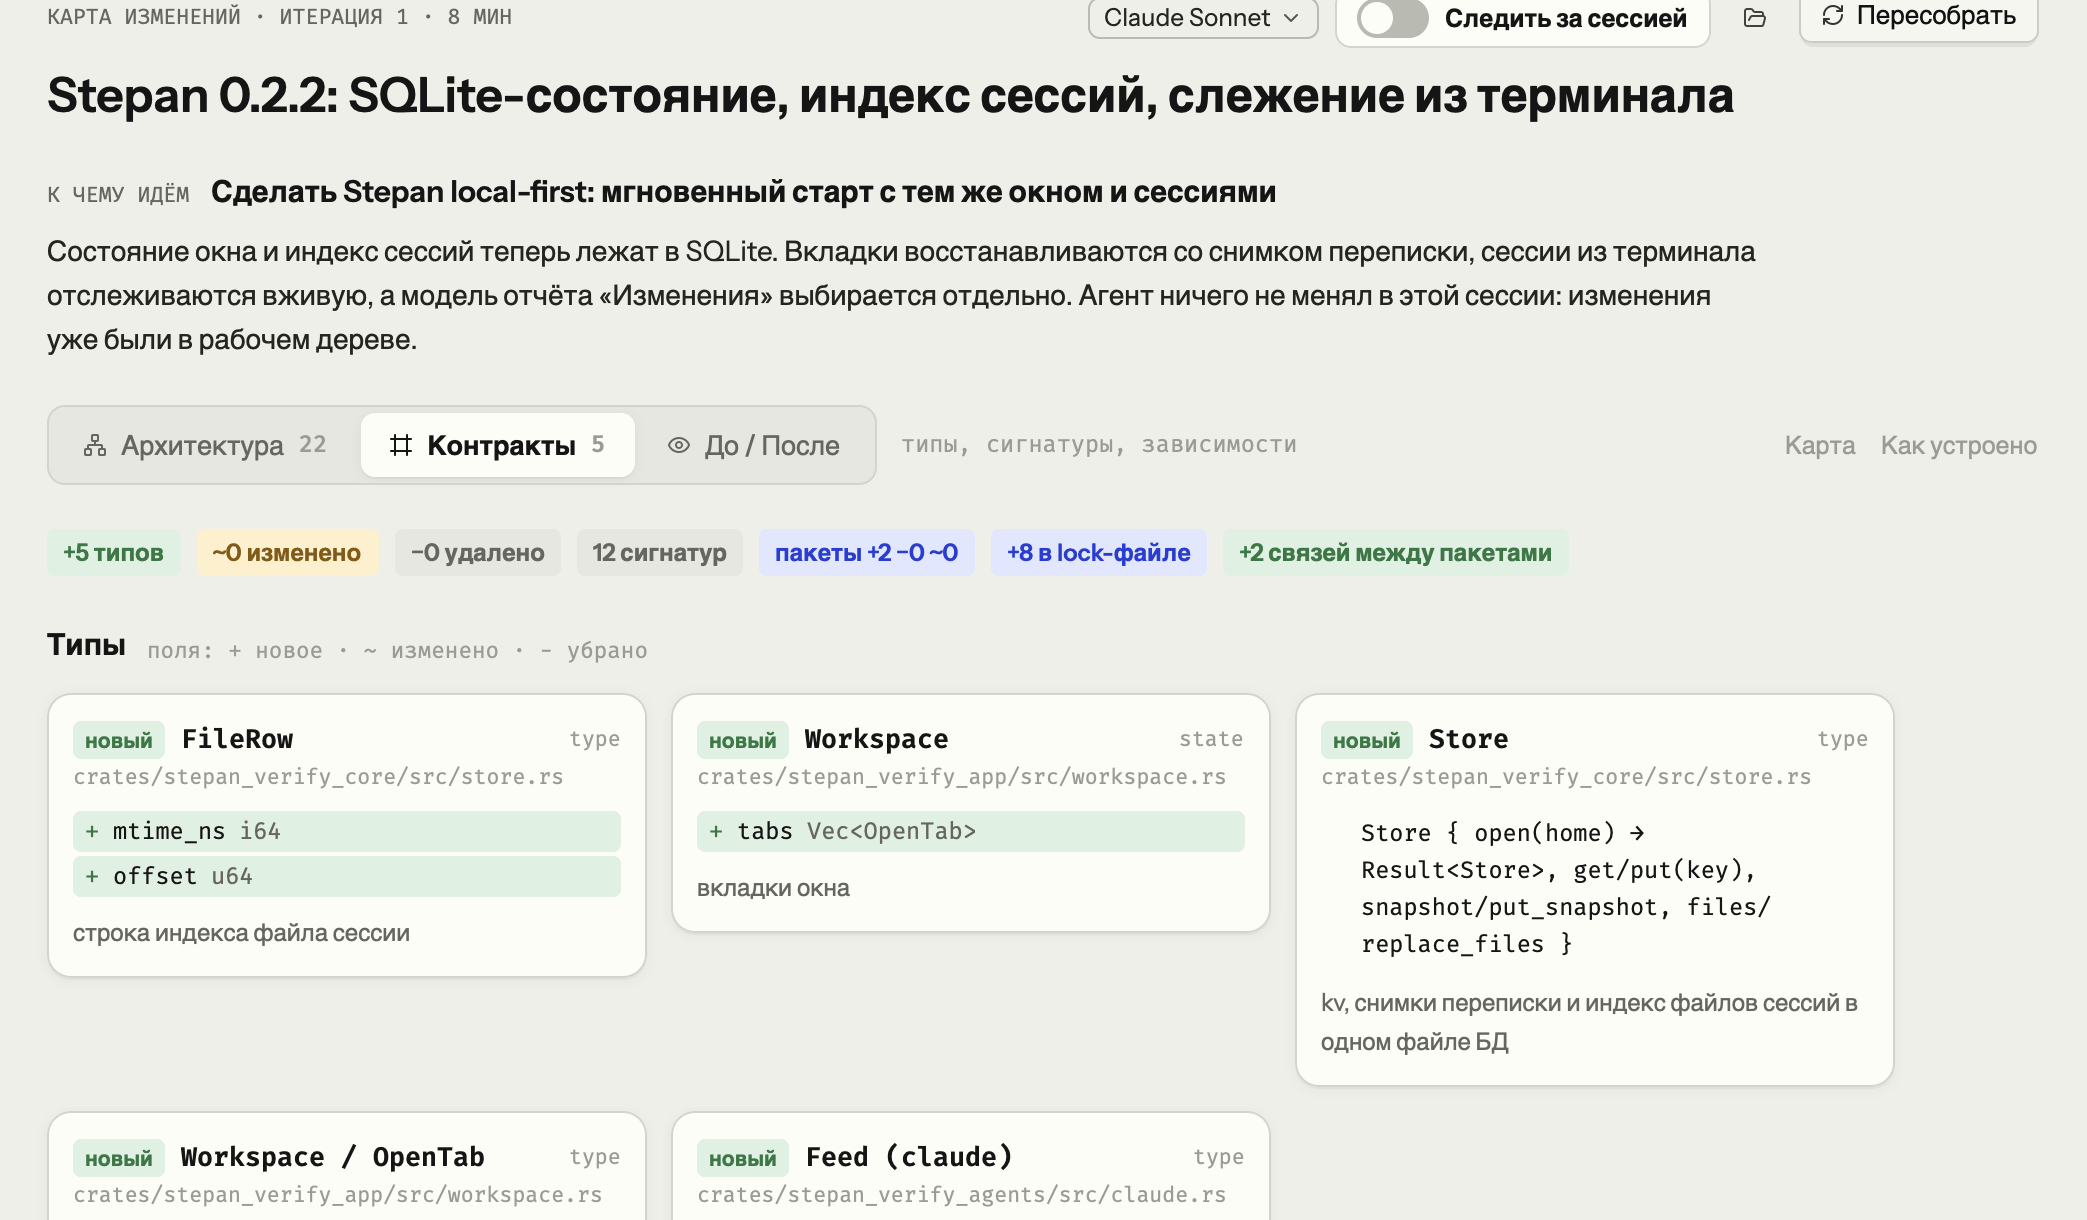 КАРТА ИЗМЕНЕНИЙ · ИТЕРАЦИЯ 1 · 8 МИН
Claude Sonnet
Следить за сессией
Пересобрать
Stepan 0.2.2: SQLite-состояние, индекс сессий, слежение из терминала
К ЧЕМУ ИДЁМ Сделать Stepan local-first: мгновенный старт с тем же окном и сессиями
Состояние окна и индекс сессий теперь лежат в SQLite. Вкладки восстанавливаются со снимком переписки, сессии из терминала
отслеживаются вживую, а модель отчёта «Изменения» выбирается отдельно. Агент ничего не менял в этой сессии: изменения
уже были в рабочем дереве.
Архитектура 22
Контракты 5
До / После
типы, сигнатуры, зависимости
Карта
Как устроено
+5 типов
~0 изменено
−0 удалено
12 сигнатур
пакеты +2 −0 ~0
+8 в lock-файле
+2 связей между пакетами
Типы поля: + новое · ~ изменено · − убрано
новый FileRow type
crates/stepan_verify_core/src/store.rs
+ mtime_ns i64
+ offset u64
строка индекса файла сессии
новый Workspace state
crates/stepan_verify_app/src/workspace.rs
+ tabs Vec<OpenTab>
вкладки окна
новый Store type
crates/stepan_verify_core/src/store.rs
Store { open(home) →
Result<Store>, get/put(key),
snapshot/put_snapshot, files/
replace_files }
kv, снимки переписки и индекс файлов сессий в
одном файле БД
новый Workspace / OpenTab type
crates/stepan_verify_app/src/workspace.rs
новый Feed (claude) type
crates/stepan_verify_agents/src/claude.rs